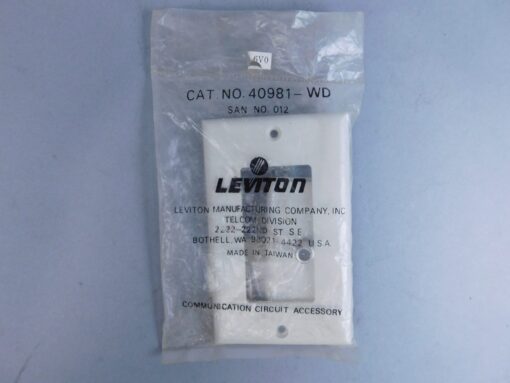 6V0
CAT NO. 40981-WD
SAN NO. 012
LEVITON
LEVITON MANUFACTURING COMPANY, INC
TELCOM DIVISION
2222-222ND ST S.E.
BOTHELL, WA 98021-4422 U.S.A.
MADE IN TAIWAN
COMMUNICATION CIRCUIT ACCESSORY